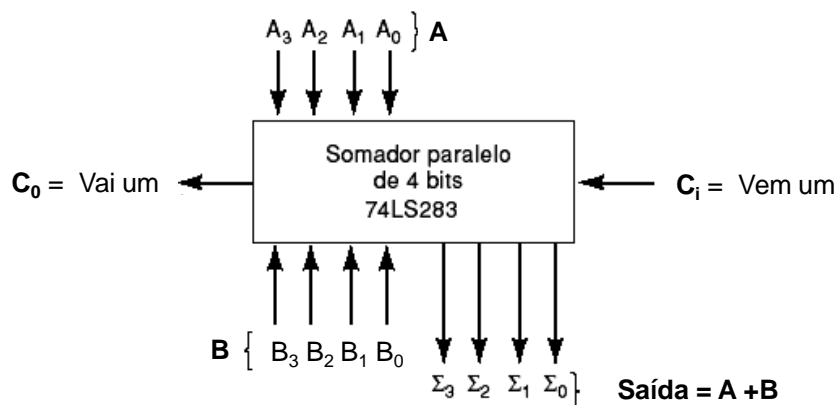 A₃ A₂ A₁ A₀ } A
Somador paralelo
de 4 bits
74LS283
C₀ = Vai um
Cᵢ = Vem um
B { B₃ B₂ B₁ B₀
Σ₃ Σ₂ Σ₁ Σ₀ } Saída = A +B